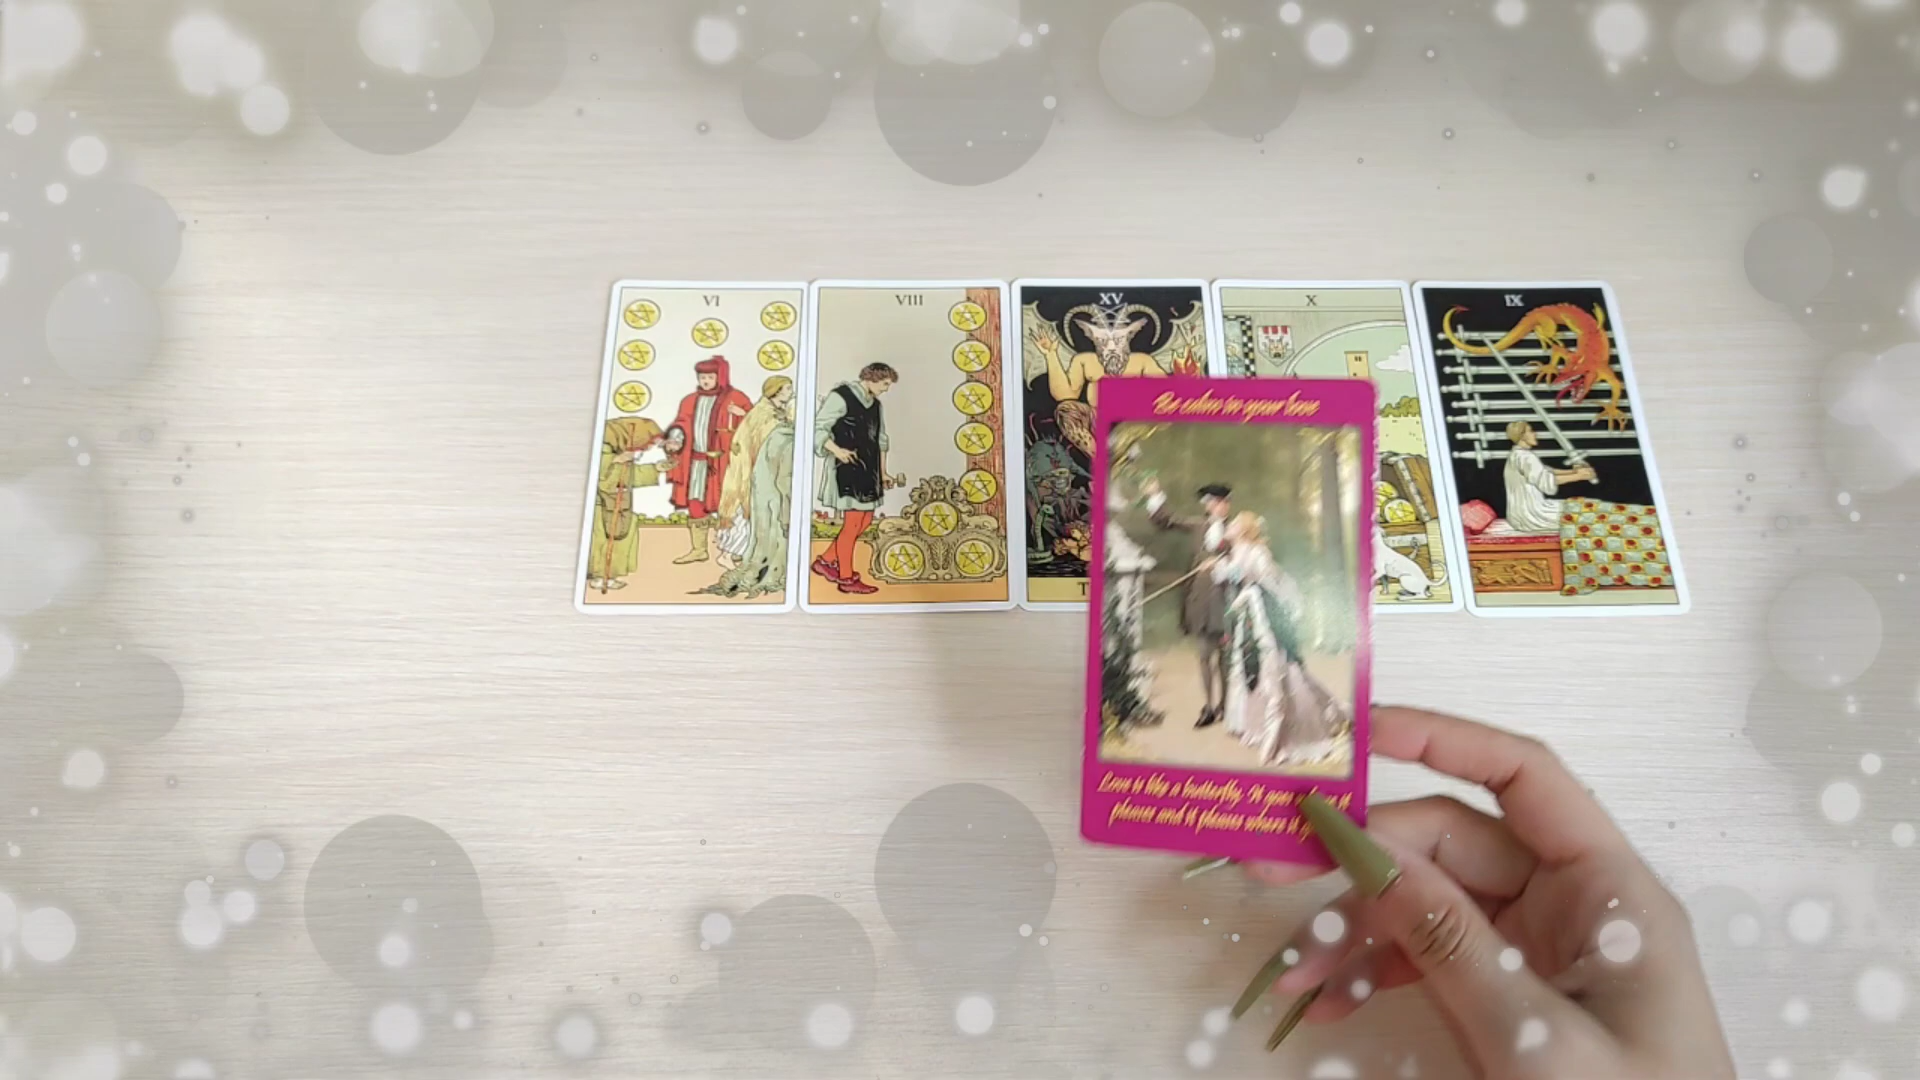 VI
VIII
XV
X
IX
T
Be calm in your love
Love is like a butterfly. It goes where it
pleases and it pleases where it